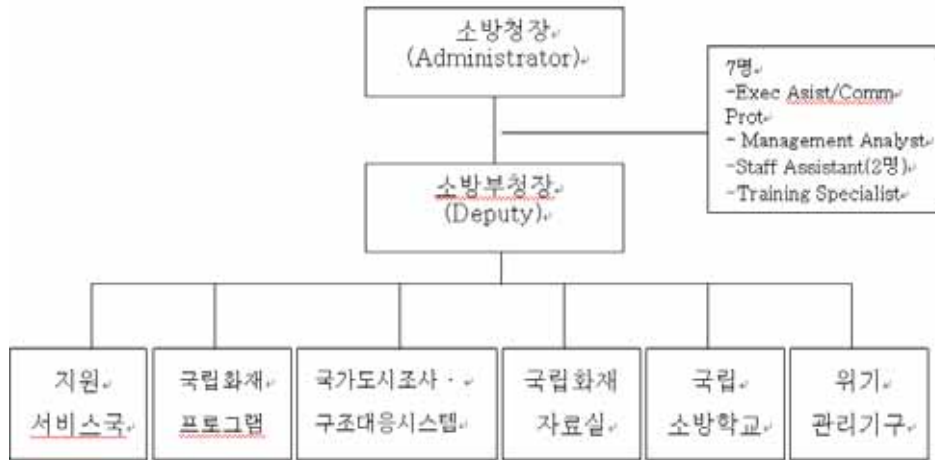 소방청장
(Administrator)
7명
-Exec Asist/Comm
Prot
- Management Analyst
-Staff Assistant(2명)
-Training Specialist
소방부청장
(Deputy)
지원
서비스국
국립화재
프로그램
국가도시조사 ·
구조대응시스템
국립화재
자료실
국립
소방학교
위기
관리기구